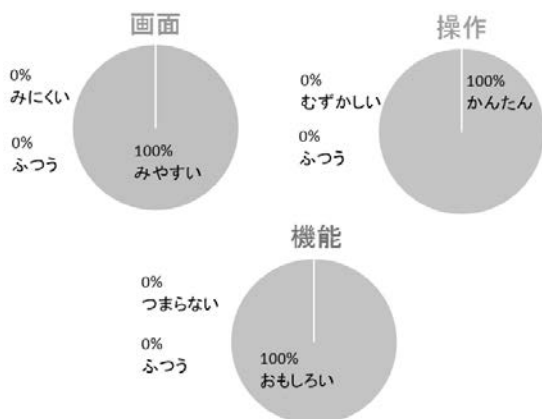 画面
0%
みにくい
0%
ふつう
100%
みやすい
操作
0%
むずかしい
0%
ふつう
100%
かんたん
機能
0%
つまらない
0%
ふつう
100%
おもしろい